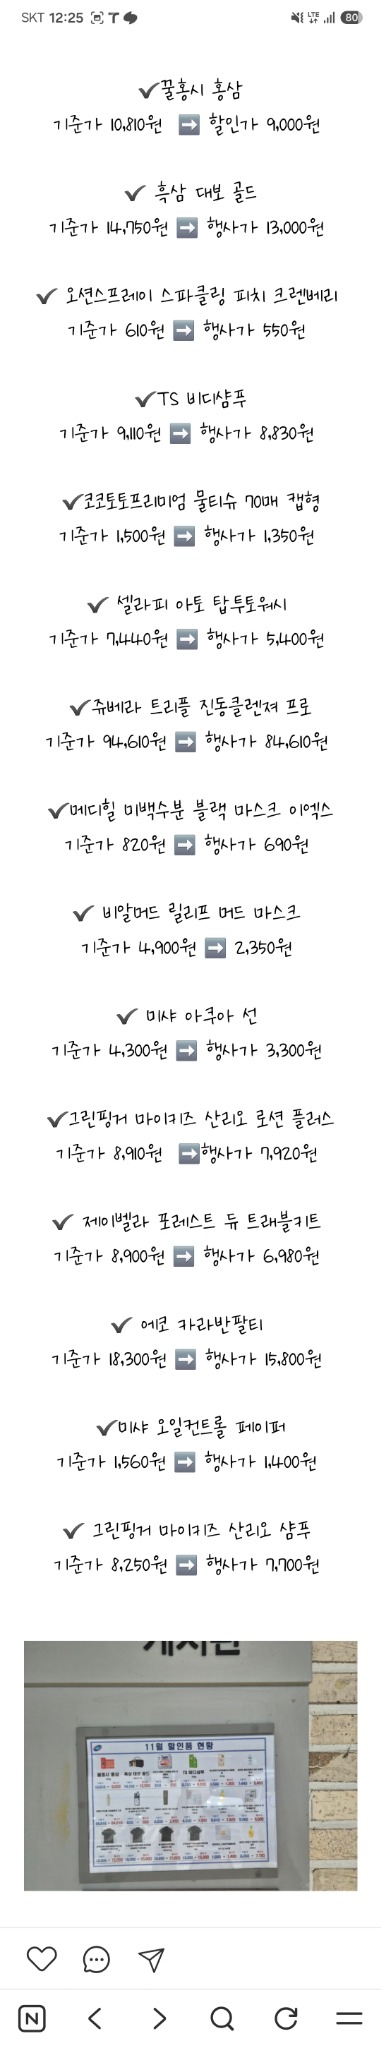 SKT 12:25 T
LTE 80
✔꿀홍시 홍삼
기준가 10,810원 ➡ 할인가 9,000원
✔ 흑삼 대보 골드
기준가 14,750원 ➡ 행사가 13,000원
✔ 오션스프레이 스파클링 피치 크렌베리
기준가 610원 ➡ 행사가 550원
✔TS 비디샴푸
기준가 9,110원 ➡ 행사가 8,830원
✔코코토토프리미엄 물티슈 70매 캡형
기준가 1,500원 ➡ 행사가 1,350원
✔ 셀라피 아토 탑투토워시
기준가 7,440원 ➡ 행사가 5,400원
✔쥬베라 트리플 진동클렌져 프로
기준가 94,610원 ➡ 행사가 84,610원
✔메디힐 미백수분 블랙 마스크 이엑스
기준가 820원 ➡ 행사가 690원
✔ 비알머드 릴리프 머드 마스크
기준가 4,900원 ➡ 2,350원
✔ 미샤 아쿠아 선
기준가 4,300원 ➡ 행사가 3,300원
✔그린핑거 마이키즈 산리오 로션 플러스
기준가 8,910원 ➡행사가 7,920원
✔ 제이벨라 포레스트 듀 트래블키트
기준가 8,900원 ➡ 행사가 6,980원
✔ 에코 카라반팔티
기준가 18,300원 ➡ 행사가 15,800원
✔미샤 오일컨트롤 페이퍼
기준가 1,560원 ➡ 행사가 1,400원
✔ 그린핑거 마이키즈 산리오 샴푸
기준가 8,250원 ➡ 행사가 7,700원
게시판
11월 할인품 현황
N